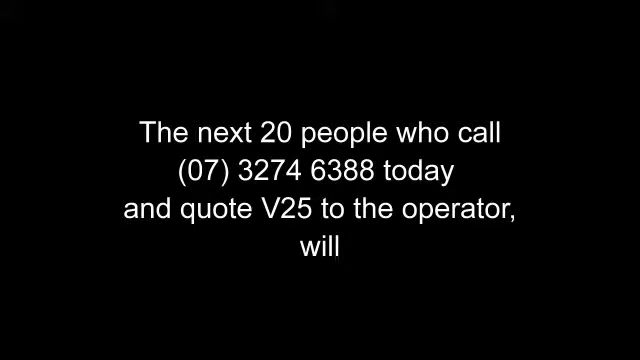 The next 20 people who call
(07) 3274 6388 today
and quote V25 to the operator,
will